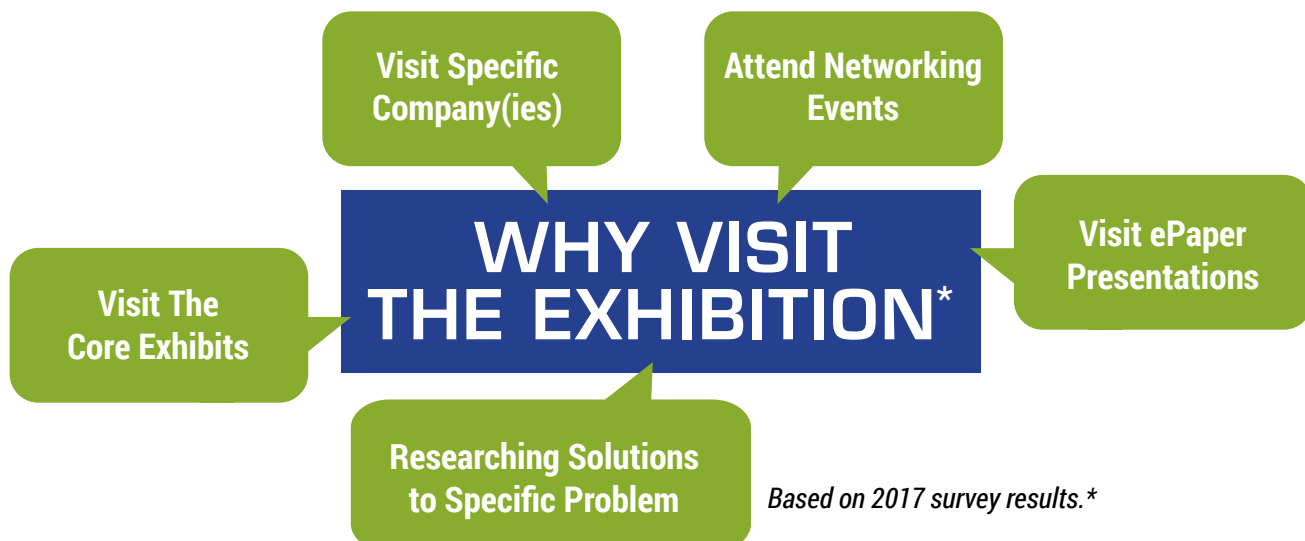 Visit Specific
Company(ies)
Attend Networking
Events
WHY VISIT
THE EXHIBITION*
Visit ePaper
Presentations
Visit The
Core Exhibits
Researching Solutions
to Specific Problem
Based on 2017 survey results.*